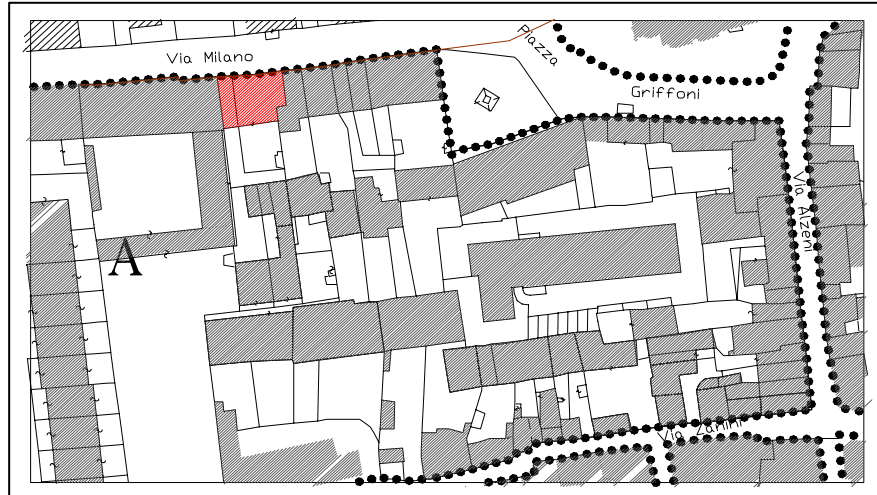 Via Milano
Piazza
Griffoni
Via Alzeni
A
Via Zanini